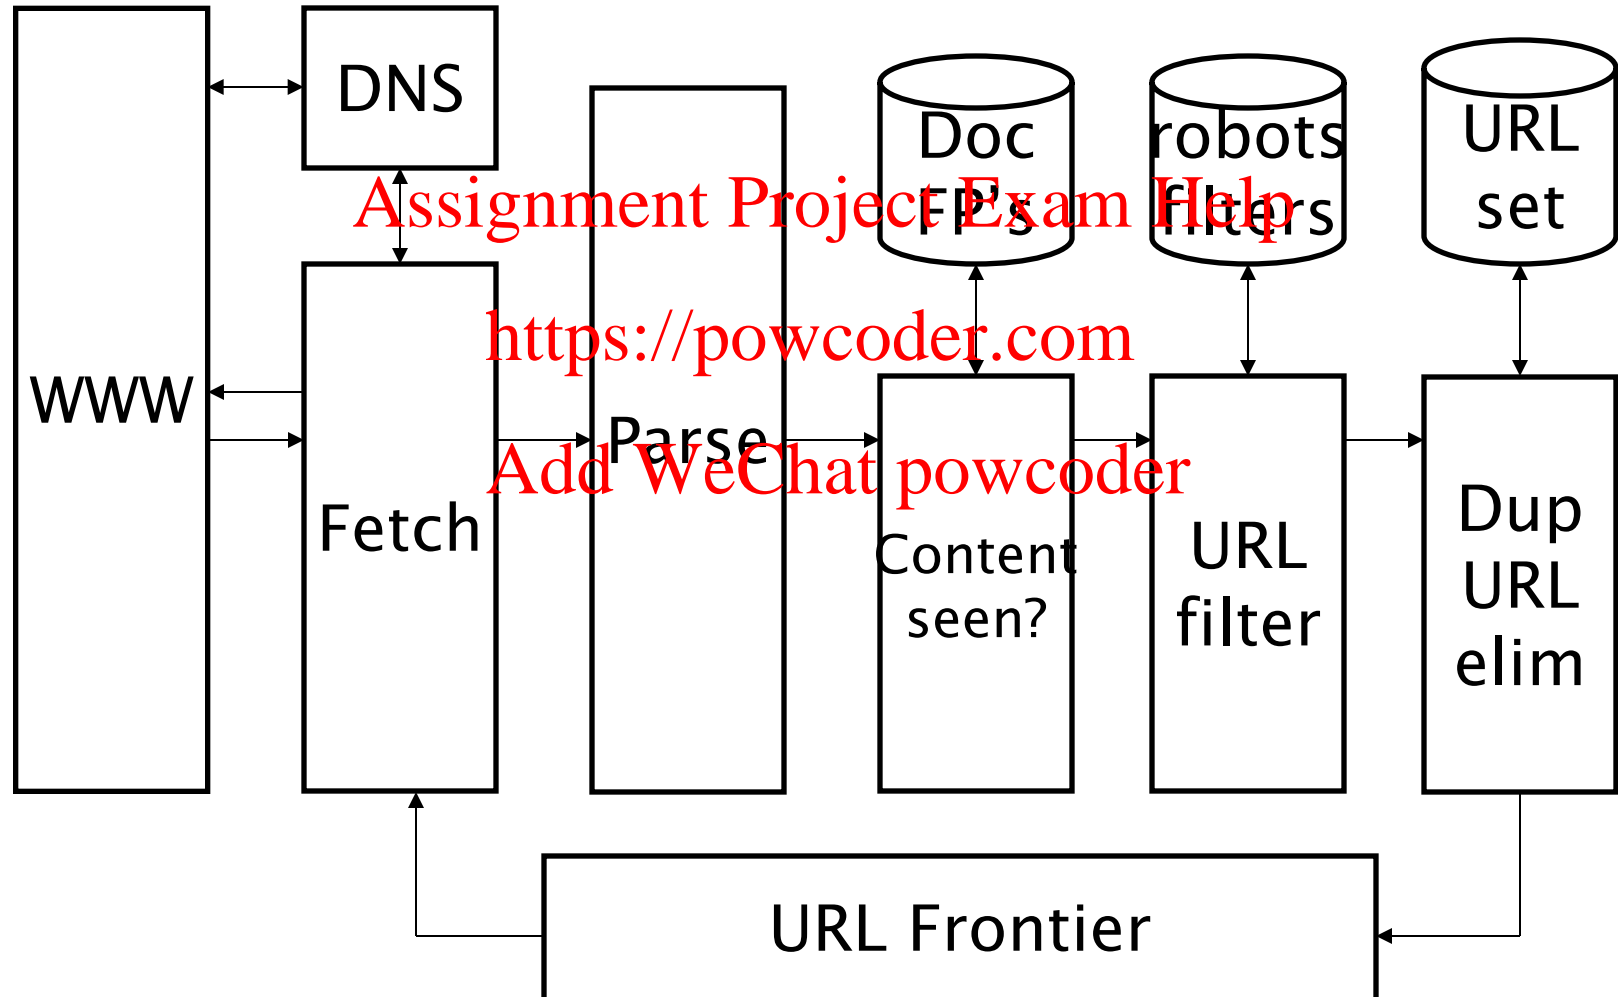 DNS
Doc
FP's
robots
filters
URL
set
Assignment Project Exam Help
https://powcoder.com
WWW
Parse
Add WeChat powcoder
Fetch
Content
seen?
URL
filter
Dup
URL
elim
URL Frontier